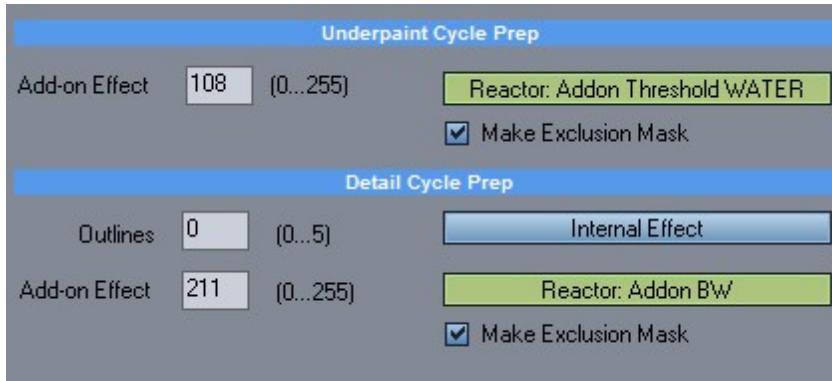 Underpaint Cycle Prep
Add-on Effect 108 (0...255) Reactor: Addon Threshold WATER
Make Exclusion Mask
Detail Cycle Prep
Outlines 0 (0...5) Internal Effect
Add-on Effect 211 (0...255) Reactor: Addon BW
Make Exclusion Mask